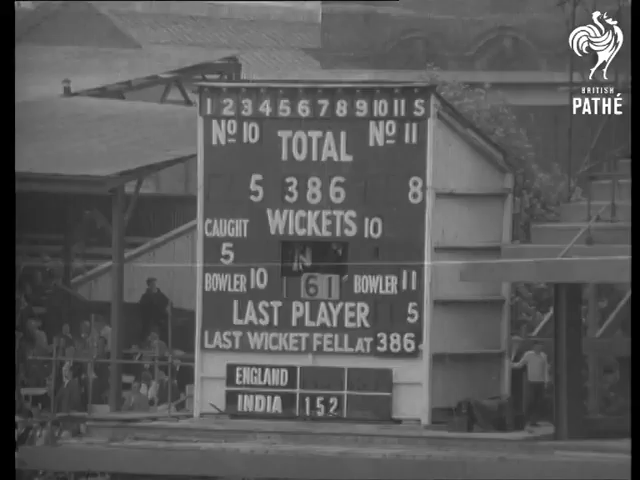 BRITISH
PATHÉ
1 2 3 4 5 6 7 8 9 10 11 S
No 10 No 11
TOTAL
5 386 8
CAUGHT WICKETS 10
5
BOWLER 10 61 BOWLER 11
LAST PLAYER 5
LAST WICKET FELL AT 386
ENGLAND
INDIA 152